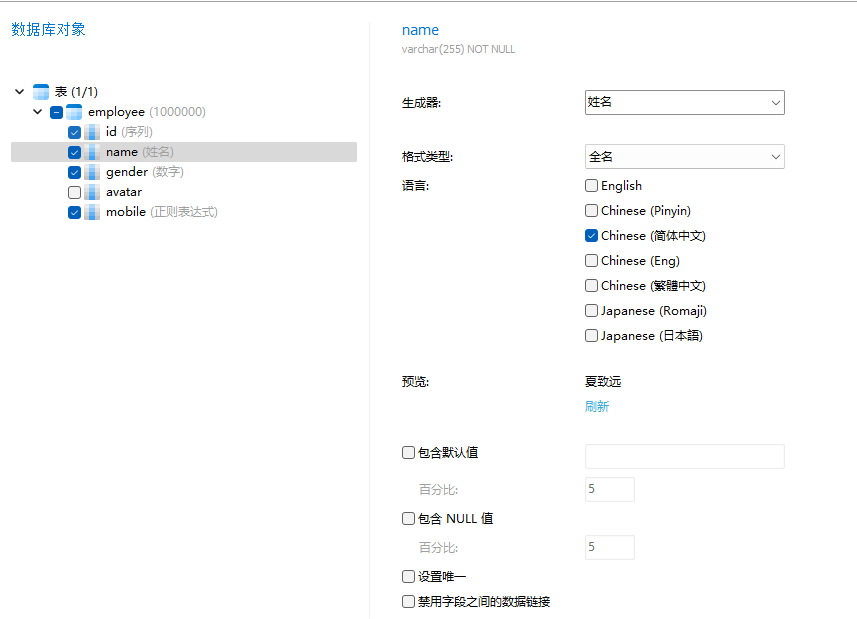 数据库对象
表 (1/1)
employee (1000000)
id (序列)
name (姓名)
gender (数字)
avatar
mobile (正则表达式)
name
varchar(255) NOT NULL
生成器: 姓名
格式类型: 全名
语言: English
Chinese (Pinyin)
Chinese (简体中文)
Chinese (Eng)
Chinese (繁體中文)
Japanese (Romaji)
Japanese (日本語)
预览: 夏致远
刷新
包含默认值
百分比: 5
包含 NULL 值
百分比: 5
设置唯一
禁用字段之间的数据链接